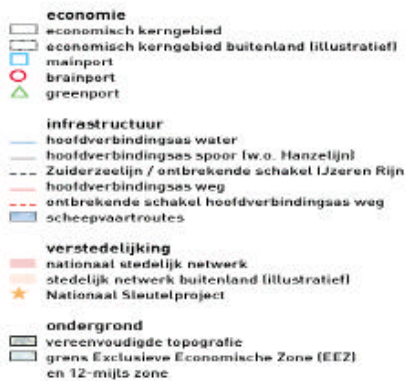 economie
economisch kerngebied
economisch kerngebied buitenland (illustratief)
mainport
brainport
greenport
infrastructuur
hoofdverbindingsas water
hoofdverbindingsas spoor (w.o. Hanzelijn)
Zuiderzeelijn / ontbrekende schakel IJzeren Rijn
hoofdverbindingsas weg
ontbrekende schakel hoofdverbindingsas weg
scheepvaartroutes
verstedelijking
nationaal stedelijk netwerk
stedelijk netwerk buitenland (illustratief)
Nationaal Sleutelproject
ondergrond
vereenvoudigde topografie
grens Exclusieve Economische Zone (EEZ)
en 12-mijls zone